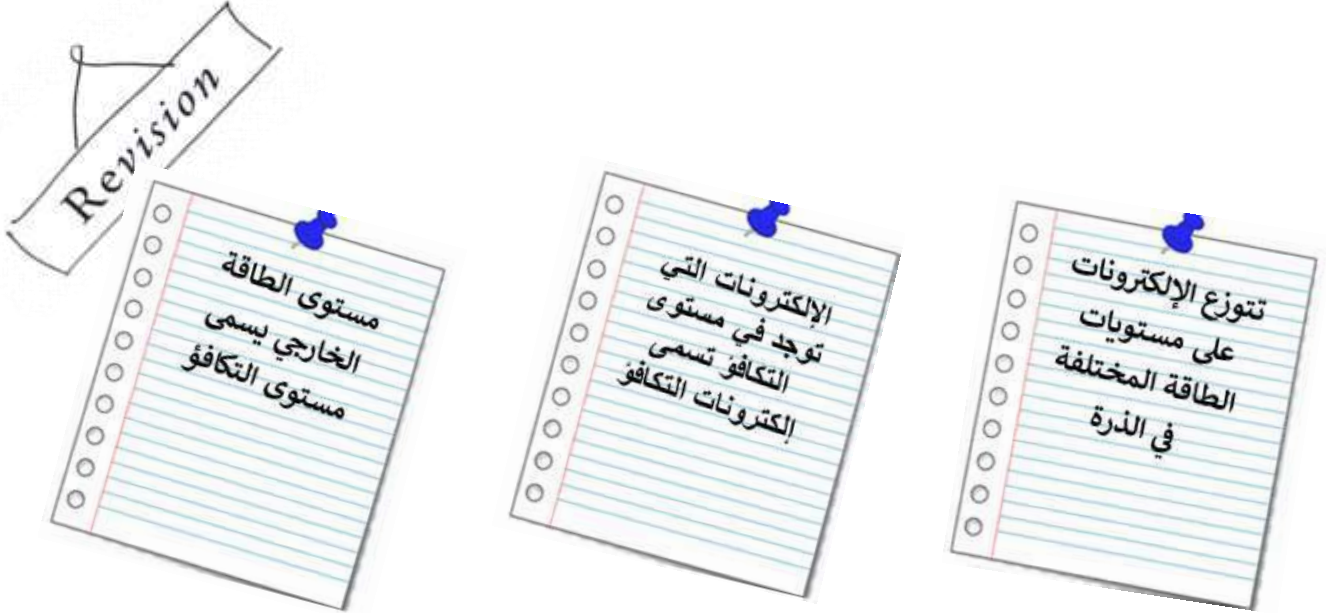 Revision
تتوزع الإلكترونات
على مستويات
الطاقة المختلفة
في الذرة
الإلكترونات التي
توجد في مستوى
التكافؤ تسمى
إلكترونات التكافؤ
مستوى الطاقة
الخارجي يسمى
مستوى التكافؤ